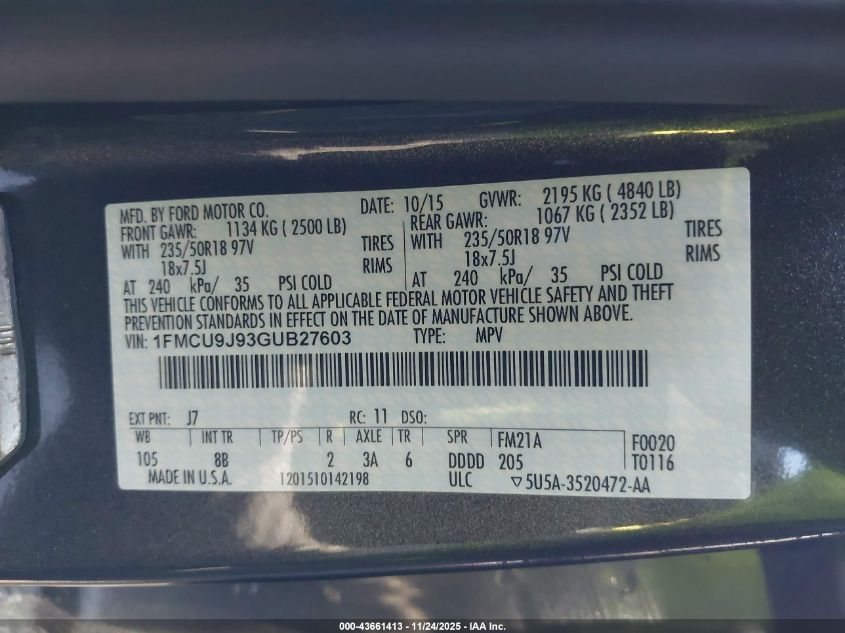 MFD. BY FORD MOTOR CO. DATE: 10/15 GVWR: 2195 KG ( 4840 LB)
FRONT GAWR: 1134 KG ( 2500 LB) REAR GAWR: 1067 KG ( 2352 LB)
WITH 235/50R18 97V TIRES WITH 235/50R18 97V TIRES
18x7.5J RIMS 18x7.5J RIMS
AT 240 kPa/ 35 PSI COLD AT 240 kPa/ 35 PSI COLD
THIS VEHICLE CONFORMS TO ALL APPLICABLE FEDERAL MOTOR VEHICLE SAFETY AND THEFT
PREVENTION STANDARDS IN EFFECT ON THE DATE OF MANUFACTURE SHOWN ABOVE.
VIN: 1FMCU9J93GUB27603 TYPE: MPV
EXT PNT: J7 RC: 11 DSO:
WB INT TR TP/PS R AXLE TR SPR FM21A F0020
105 8B 2 3A 6 DDDD 205 T0116
MADE IN U.S.A. 1201510142198 ULC ▽5U5A-3520472-AA
000-43661413 - 11/24/2025 - IAA Inc.